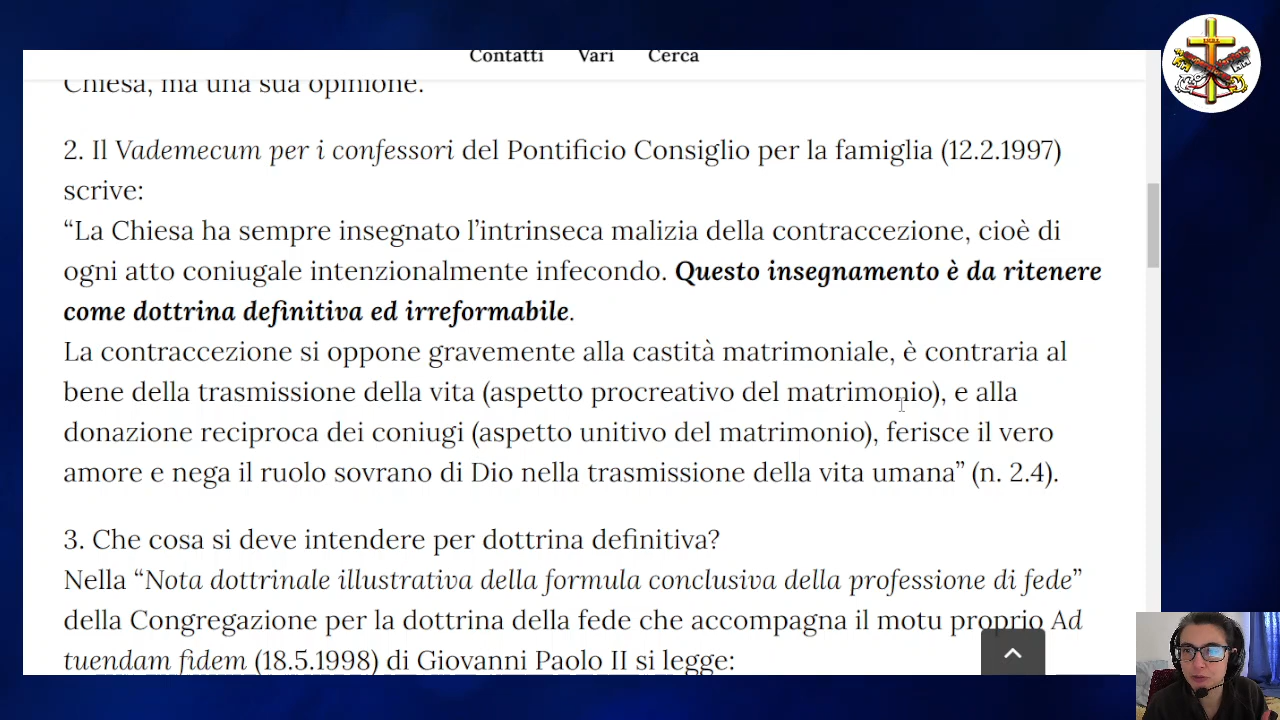 Contatti Vari Cerca
Chiesa, ma una sua opinione.
2. Il Vademecum per i confessori del Pontificio Consiglio per la famiglia (12.2.1997)
scrive:
“La Chiesa ha sempre insegnato l’intrinseca malizia della contraccezione, cioè di
ogni atto coniugale intenzionalmente infecondo. Questo insegnamento è da ritenere
come dottrina definitiva ed irreformabile.
La contraccezione si oppone gravemente alla castità matrimoniale, è contraria al
bene della trasmissione della vita (aspetto procreativo del matrimonio), e alla
donazione reciproca dei coniugi (aspetto unitivo del matrimonio), ferisce il vero
amore e nega il ruolo sovrano di Dio nella trasmissione della vita umana” (n. 2.4).
3. Che cosa si deve intendere per dottrina definitiva?
Nella “Nota dottrinale illustrativa della formula conclusiva della professione di fede”
della Congregazione per la dottrina della fede che accompagna il motu proprio Ad
tuendam fidem (18.5.1998) di Giovanni Paolo II si legge: